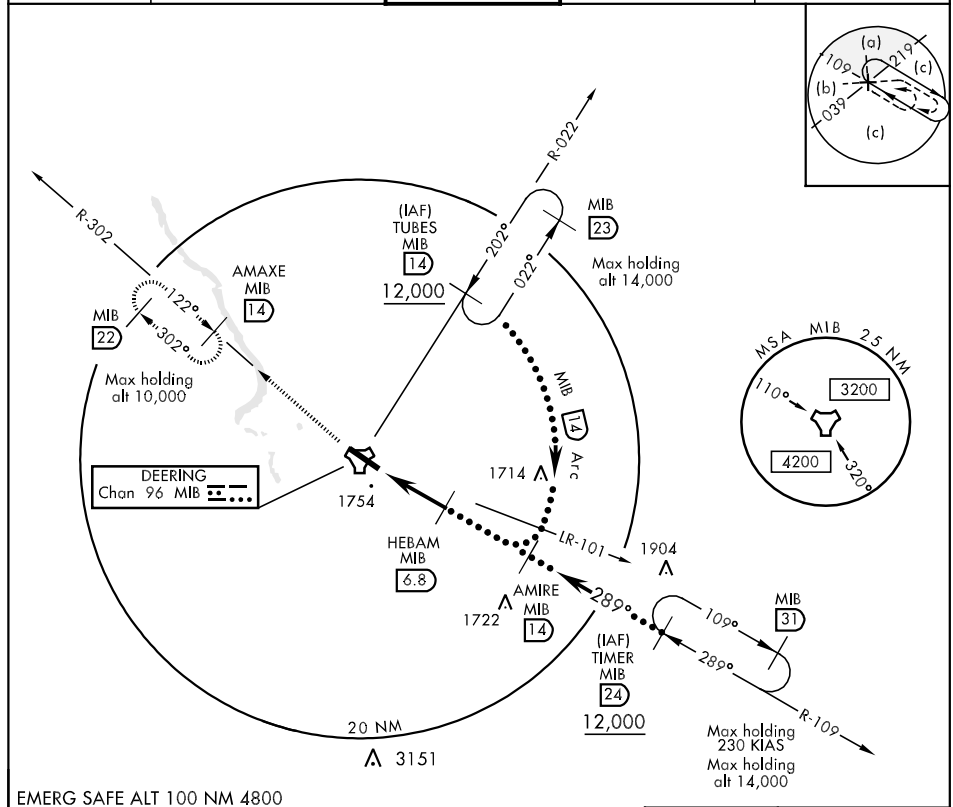 (a)
219
(c)
109
(b)
039
(c)
R-022
R-302
(IAF)
TUBES
MIB
14
12,000
202°
022°
MIB
23
Max holding
alt 14,000
AMAXE
MIB
14
122°
302°
MIB
22
Max holding
alt 10,000
MIB
14
Arc
MSA MIB 25 NM
110°
3200
4200
320°
DEERING
Chan 96 MIB
1754
1714
LR-101
1904
HEBAM
MIB
6.8
1722
AMIRE
MIB
14
289°
109°
289°
MIB
31
(IAF)
TIMER
MIB
24
12,000
R-109
Max holding
230 KIAS
Max holding
alt 14,000
20 NM
3151
EMERG SAFE ALT 100 NM 4800